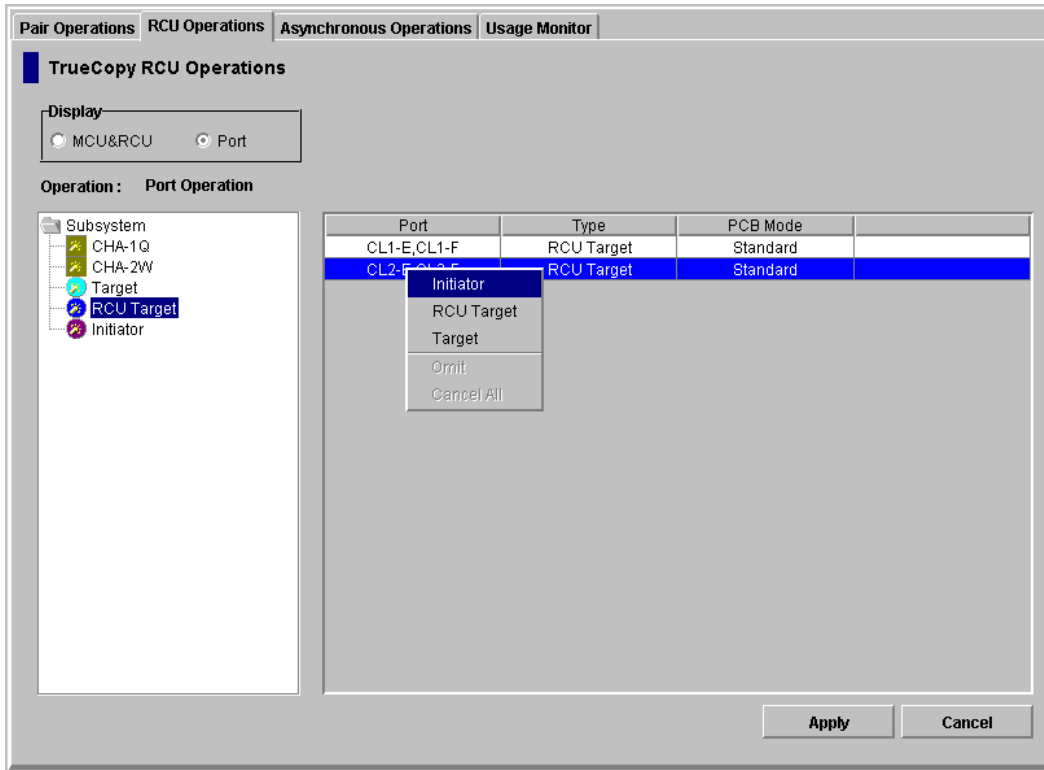 Pair Operations RCU Operations Asynchronous Operations Usage Monitor
TrueCopy RCU Operations
Display
MCU&RCU Port
Operation : Port Operation
Subsystem
CHA-1Q
CHA-2W
Target
RCU Target
Initiator
Port Type PCB Mode
CL1-E,CL1-F RCU Target Standard
RCU Target Standard
Initiator
RCU Target
Target
Omit
Cancel All
Apply Cancel